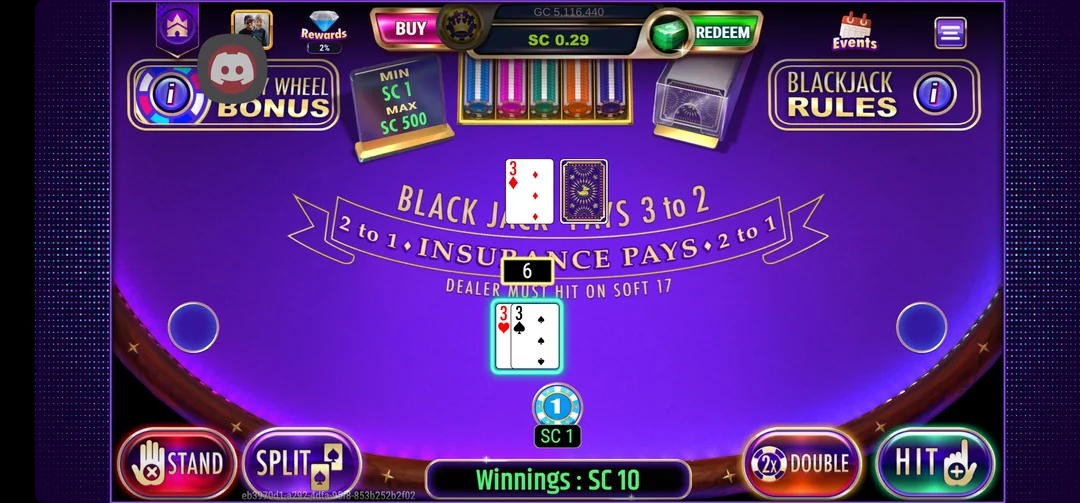 GC 5,116,440
BUY
SC 0.29
REDEEM
Rewards
2%
Events
WHEEL
BONUS
MIN
SC 1
MAX
SC 500
BLACKJACK
RULES
3
BLACK JACK PAYS 3 to 2
2 to 1 ♦ INSURANCE PAYS ♦ 2 to 1
6
DEALER MUST HIT ON SOFT 17
3 3
1
SC 1
STAND
SPLIT
2x DOUBLE
HIT
Winnings : SC 10